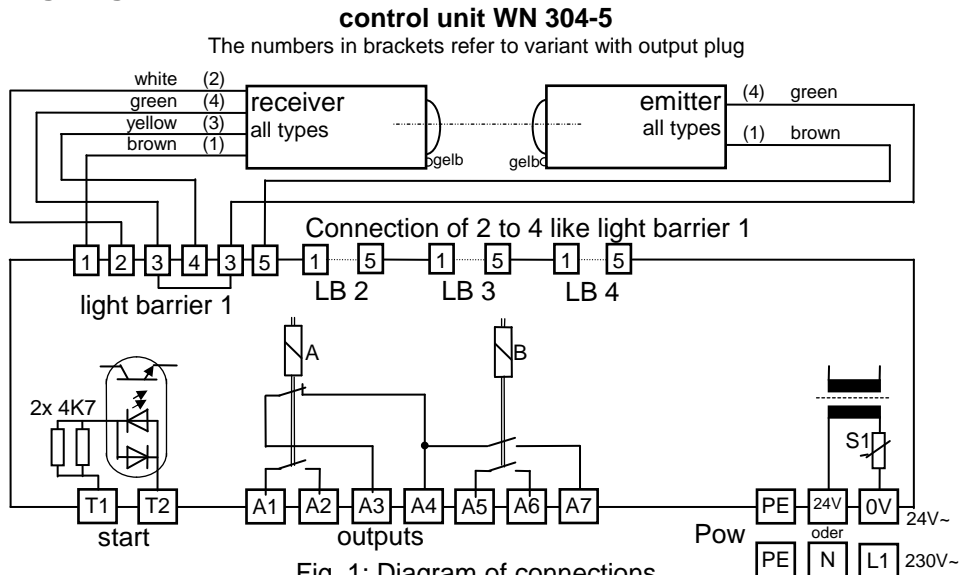 control unit WN 304-5
The numbers in brackets refer to variant with output plug
white (2)
green (4)
yellow (3)
brown (1)
receiver
all types
gelb
emitter
all types
gelb
(4) green
(1) brown
Connection of 2 to 4 like light barrier 1
1 2 3 4 3 5 1 5 1 5 1 5
light barrier 1
LB 2
LB 3
LB 4
A
B
2x 4K7
S1
T1 T2 A1 A2 A3 A4 A5 A6 A7 PE 24V 0V 24V~
start
outputs
Pow
oder
PE N L1 230V~
Fig. 1: Diagram of connections